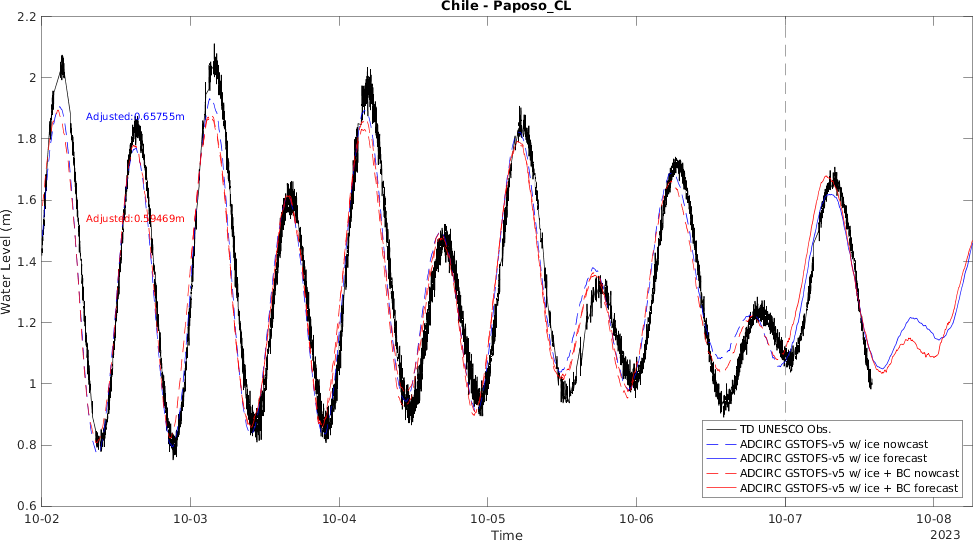 Chile - Paposo_CL
2.2
2
1.8
1.6
1.4
1.2
1
0.8
0.6
Water Level (m)
Adjusted:0.65755m
Adjusted:0.59469m
TD UNESCO Obs.
ADCIRC GSTOFS-v5 w/ ice nowcast
ADCIRC GSTOFS-v5 w/ ice forecast
ADCIRC GSTOFS-v5 w/ ice + BC nowcast
ADCIRC GSTOFS-v5 w/ ice + BC forecast
10-02 10-03 10-04 10-05 10-06 10-07 10-08
Time
2023